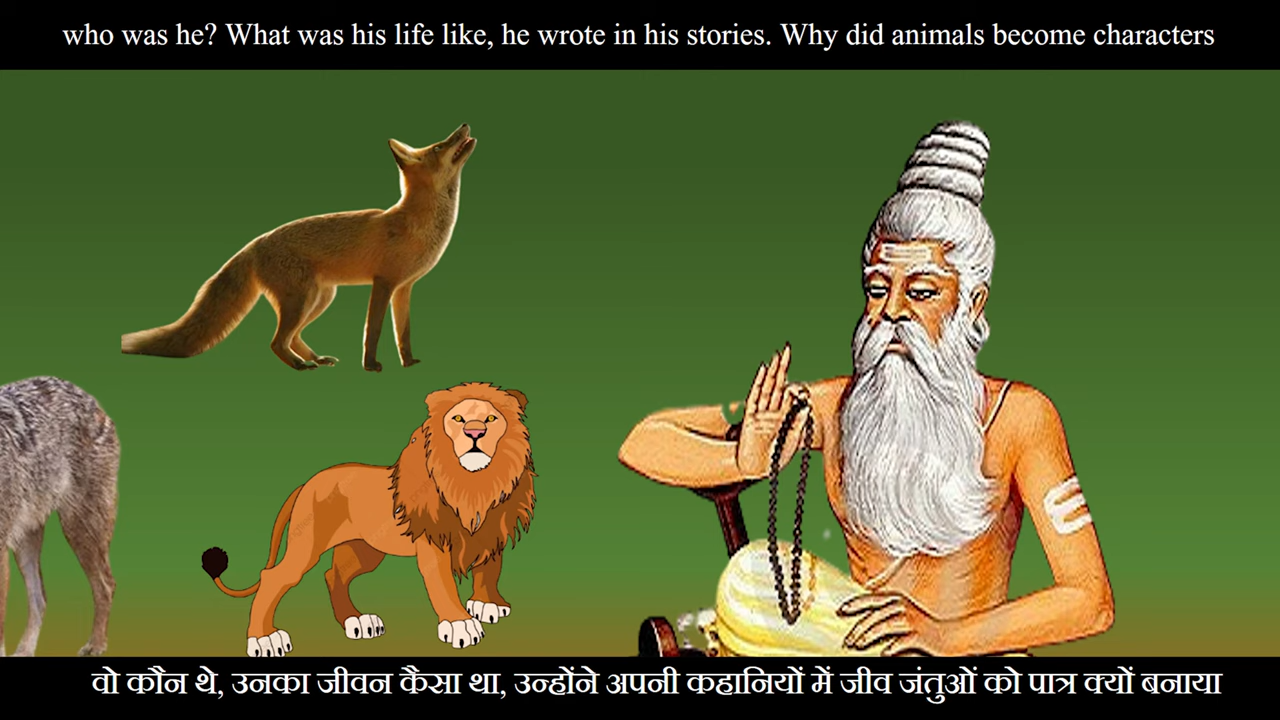 who was he? What was his life like, he wrote in his stories. Why did animals become characters
वो कौन थे, उनका जीवन कैसा था, उन्होंने अपनी कहानियों में जीव जंतुओं को पात्र क्यों बनाया